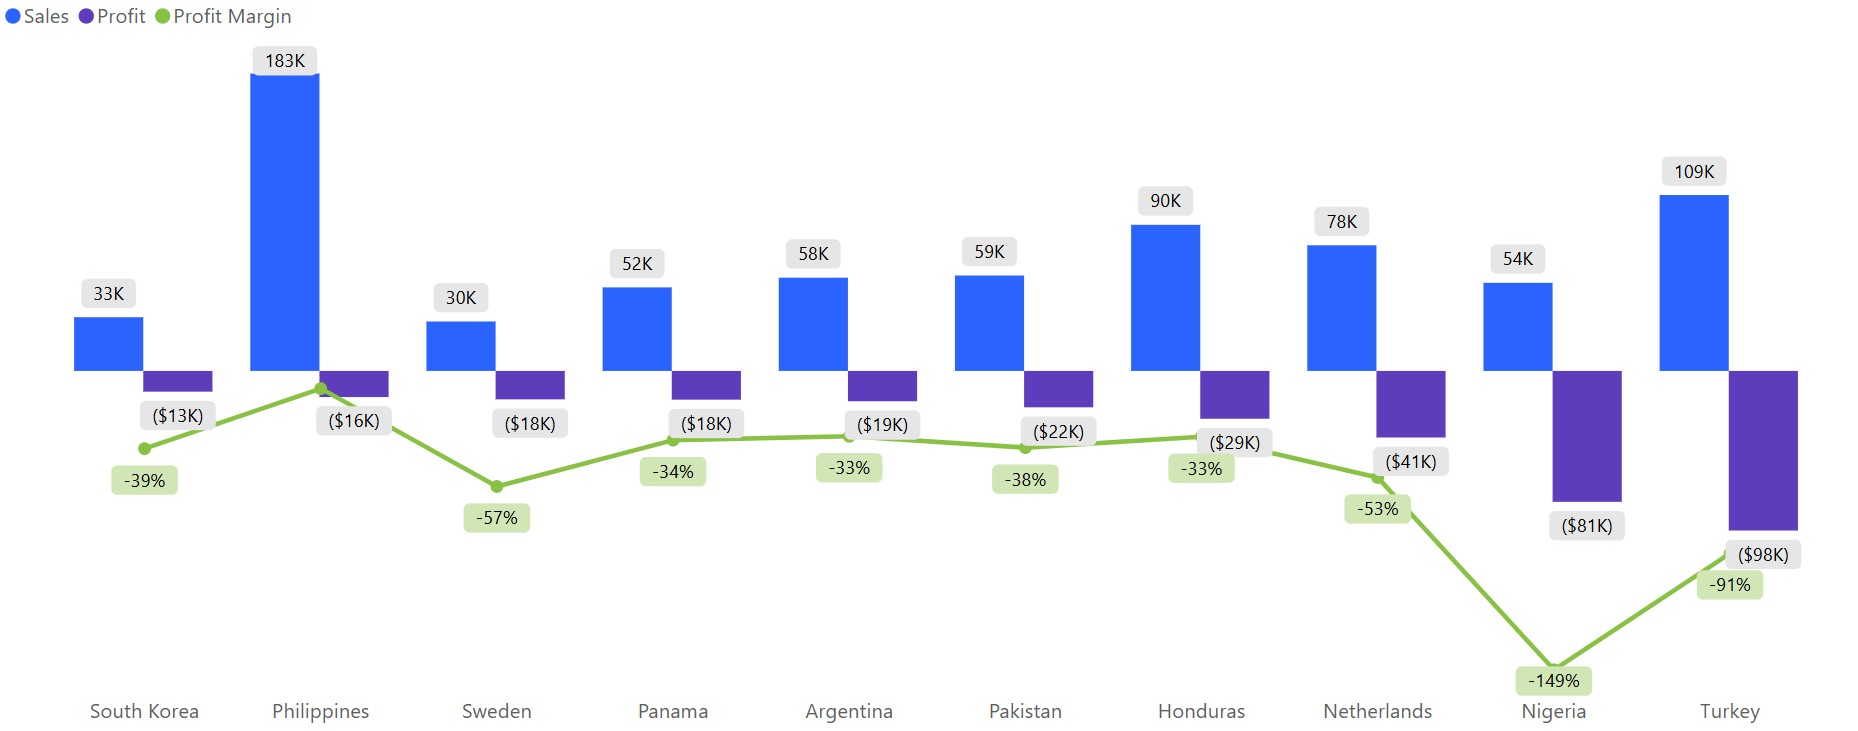 Sales Profit Profit Margin
183K
109K
90K
78K
59K
58K
54K
52K
33K
30K
($13K)
($16K)
($18K)
($18K)
($19K)
($22K)
($29K)
($41K)
($81K)
($98K)
-39%
-57%
-34%
-33%
-38%
-33%
-53%
-149%
-91%
South Korea Philippines Sweden Panama Argentina Pakistan Honduras Netherlands Nigeria Turkey